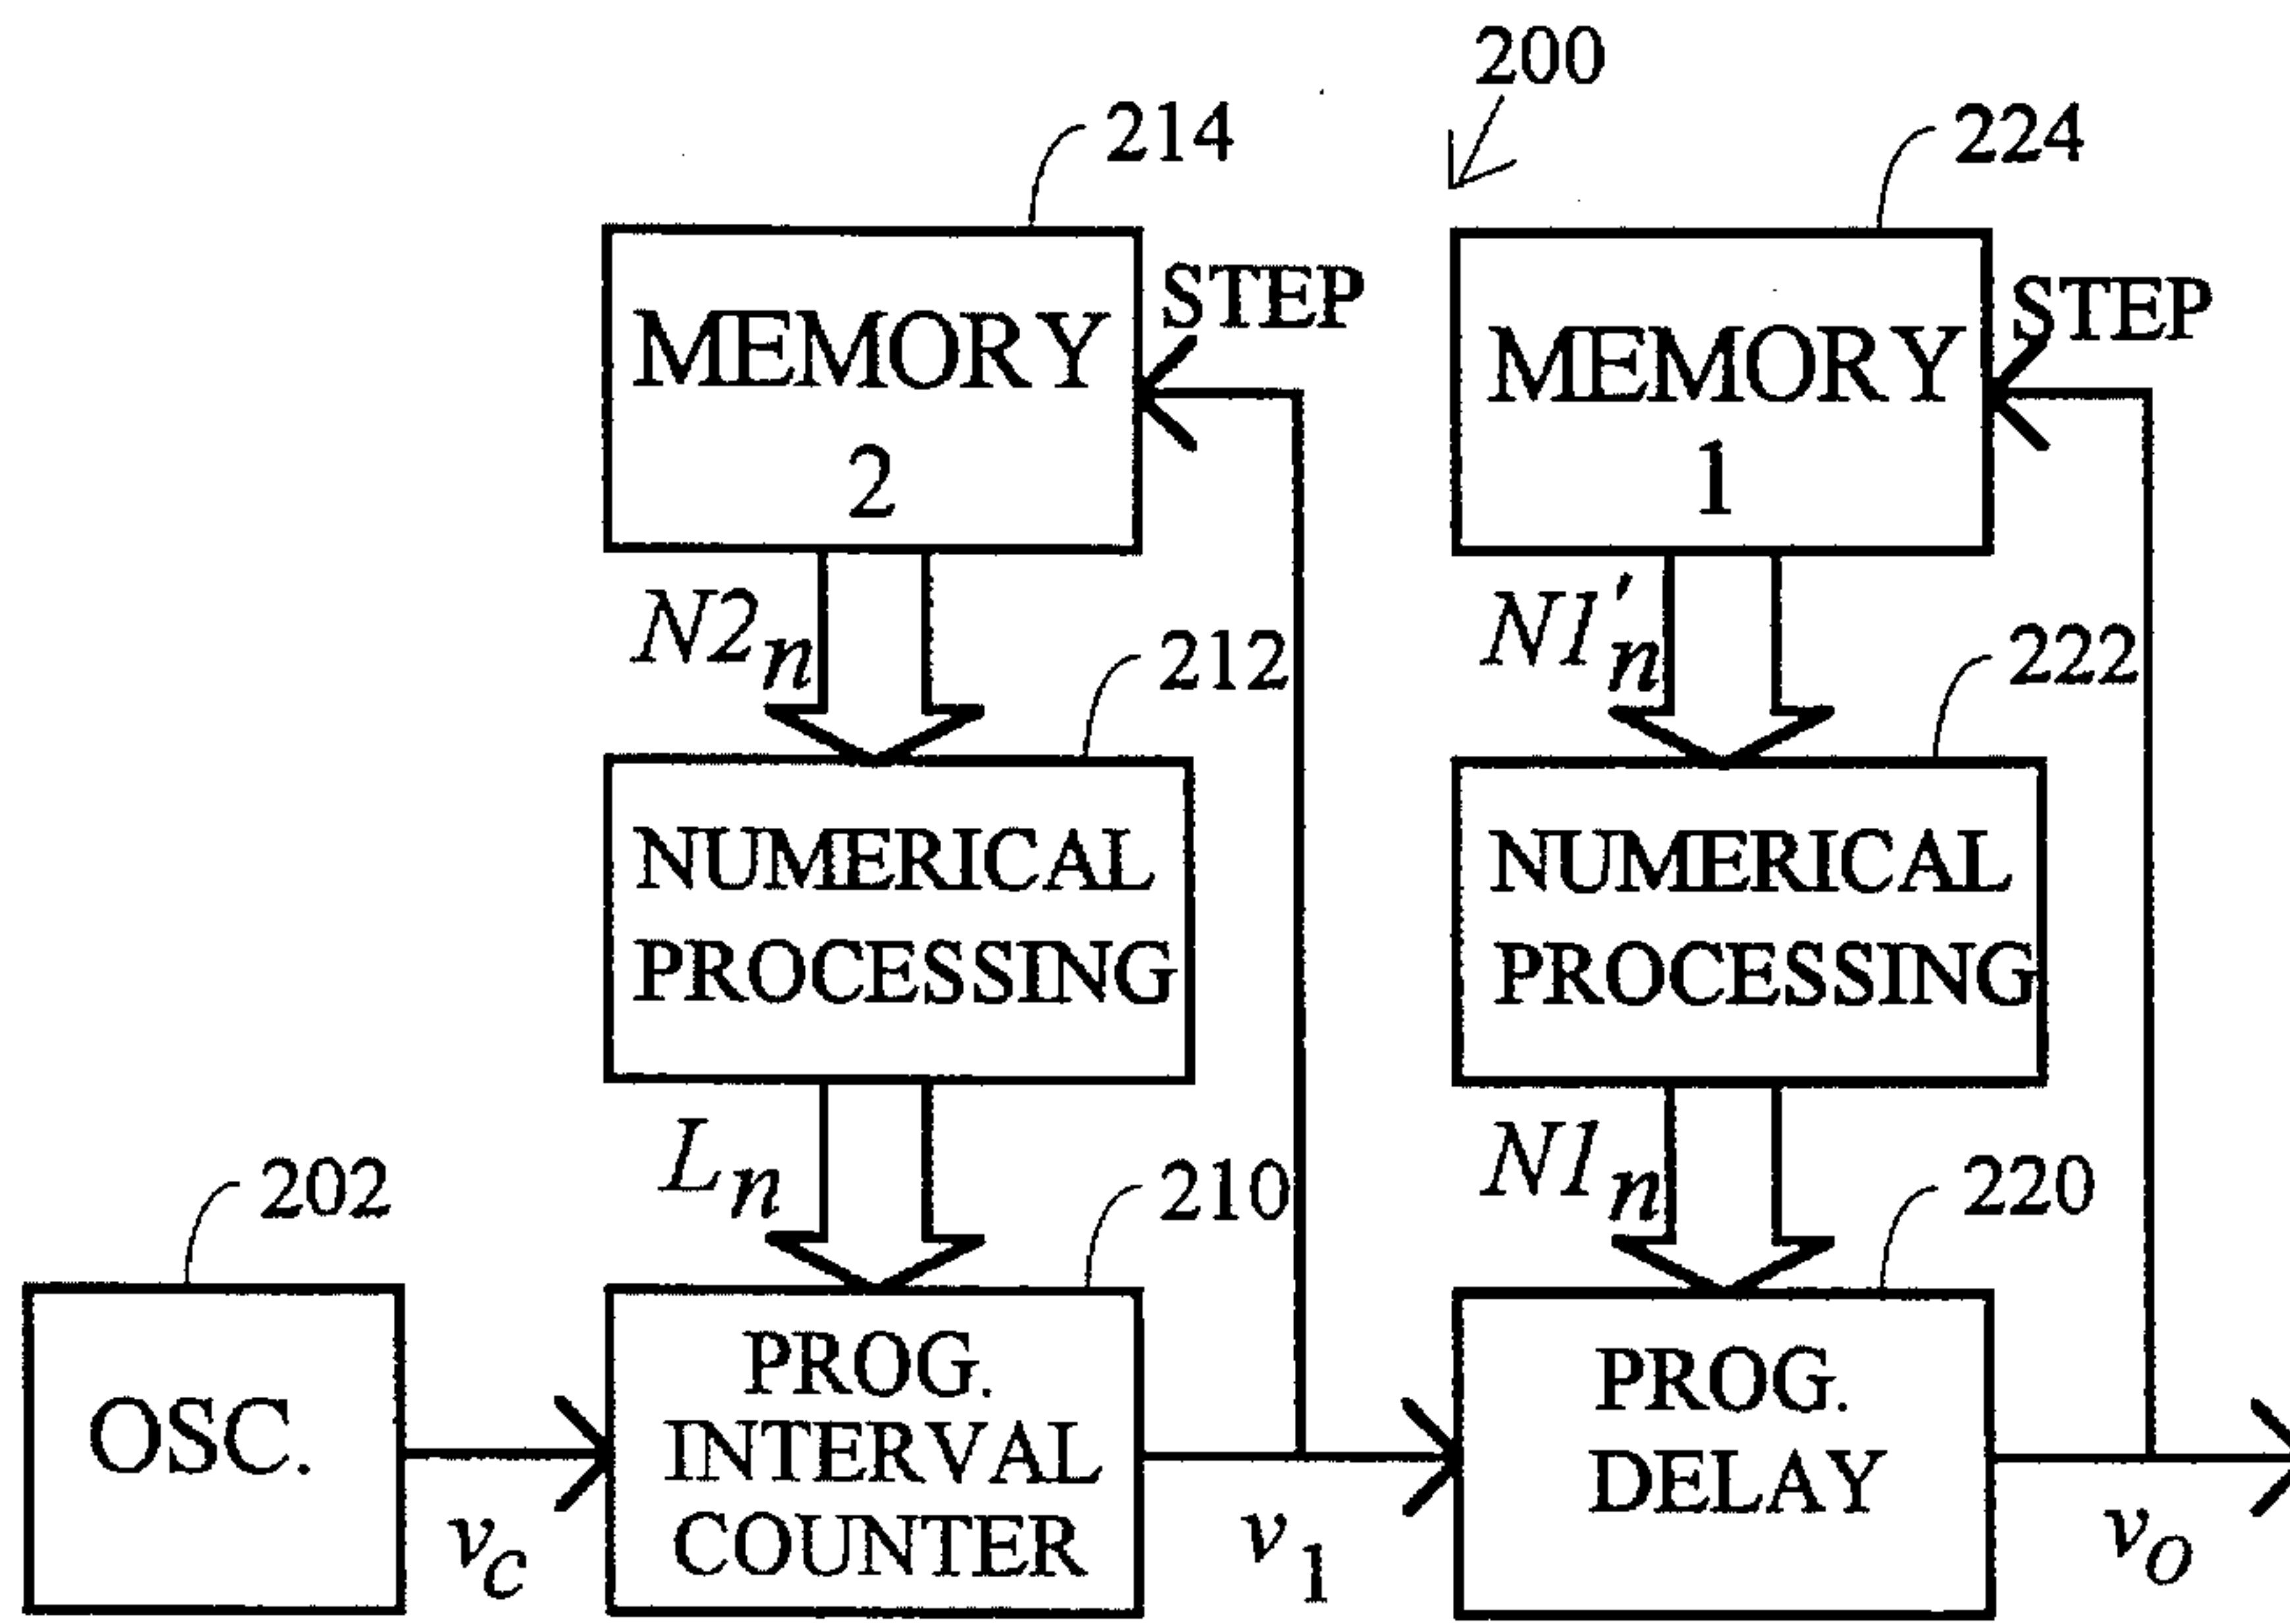 200
214
224
MEMORY
2
STEP
MEMORY
1
STEP
N2n
N1'n
212
222
NUMERICAL
PROCESSING
NUMERICAL
PROCESSING
Ln
N1n
202
210
220
OSC.
PROG.
INTERVAL
COUNTER
PROG.
DELAY
vC
v1
vO